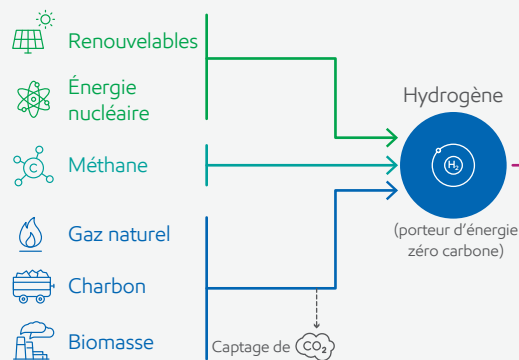 Renouvelables
Énergie
nucléaire
Hydrogène
C
Méthane
H₂
(porteur d'énergie
zéro carbone)
Gaz naturel
Charbon
Biomasse
Captage de CO₂